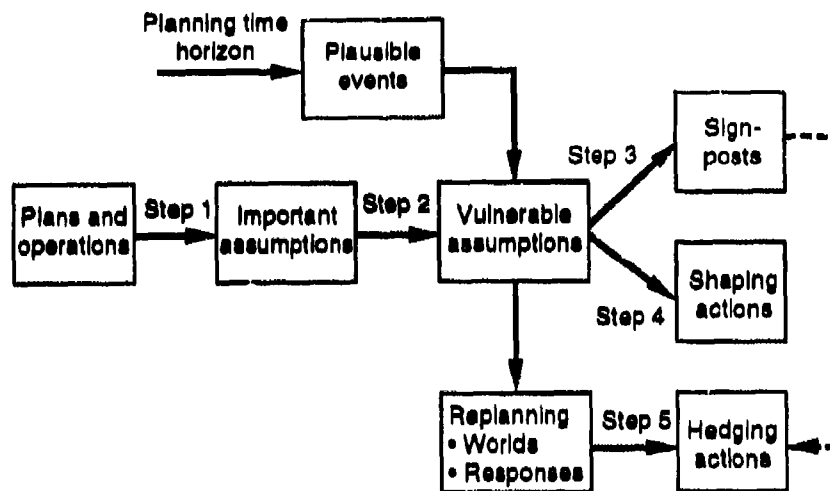 Planning time
horizon
Plausible
events
Plans and
operations
Step 1
Important
assumptions
Step 2
Vulnerable
assumptions
Step 3
Sign-
posts
Step 4
Shaping
actions
Replanning
• Worlds
• Responses
Step 5
Hedging
actions